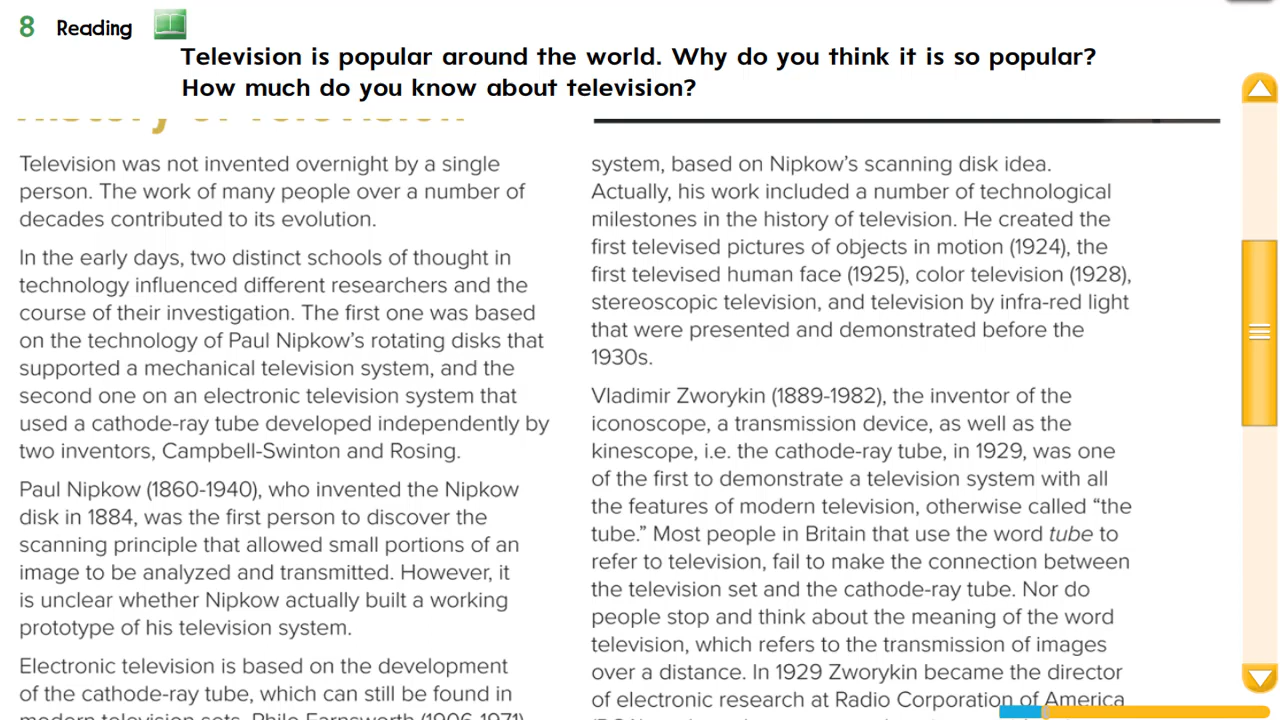 8 Reading
Television is popular around the world. Why do you think it is so popular?
How much do you know about television?
History of Television
Television was not invented overnight by a single
person. The work of many people over a number of
decades contributed to its evolution.
In the early days, two distinct schools of thought in
technology influenced different researchers and the
course of their investigation. The first one was based
on the technology of Paul Nipkow’s rotating disks that
supported a mechanical television system, and the
second one on an electronic television system that
used a cathode-ray tube developed independently by
two inventors, Campbell-Swinton and Rosing.
Paul Nipkow (1860-1940), who invented the Nipkow
disk in 1884, was the first person to discover the
scanning principle that allowed small portions of an
image to be analyzed and transmitted. However, it
is unclear whether Nipkow actually built a working
prototype of his television system.
Electronic television is based on the development
of the cathode-ray tube, which can still be found in
modern television sets. Philo Farnsworth (1906-1971)
system, based on Nipkow’s scanning disk idea.
Actually, his work included a number of technological
milestones in the history of television. He created the
first televised pictures of objects in motion (1924), the
first televised human face (1925), color television (1928),
stereoscopic television, and television by infra-red light
that were presented and demonstrated before the
1930s.
Vladimir Zworykin (1889-1982), the inventor of the
iconoscope, a transmission device, as well as the
kinescope, i.e. the cathode-ray tube, in 1929, was one
of the first to demonstrate a television system with all
the features of modern television, otherwise called “the
tube.” Most people in Britain that use the word tube to
refer to television, fail to make the connection between
the television set and the cathode-ray tube. Nor do
people stop and think about the meaning of the word
television, which refers to the transmission of images
over a distance. In 1929 Zworykin became the director
of electronic research at Radio Corporation of America